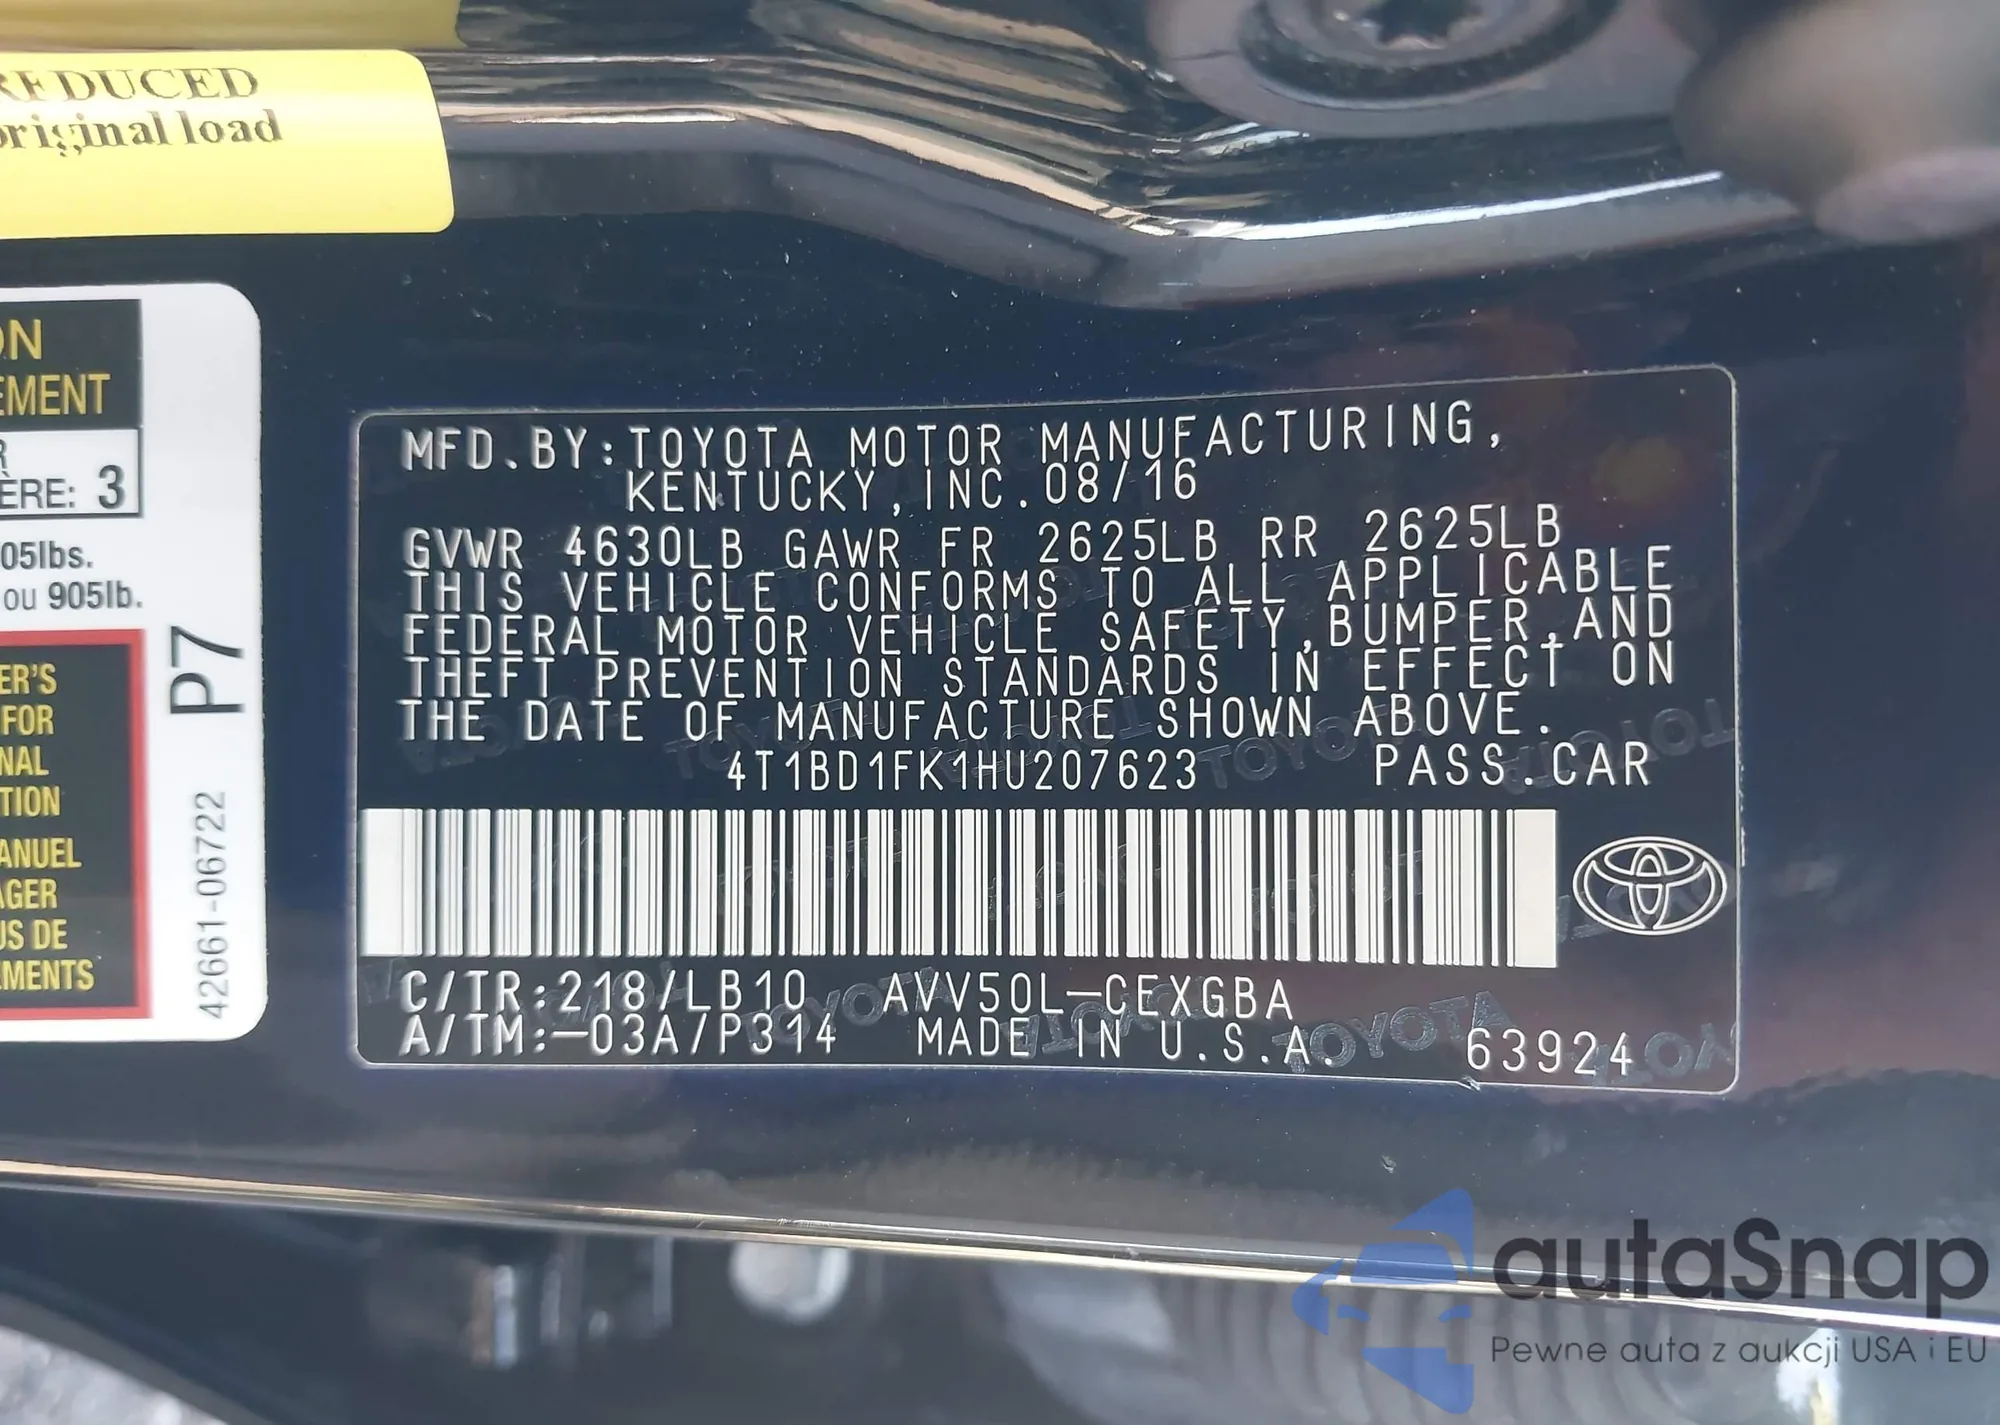 REDUCED
original load
ON
EMENT
R
ÈRE: 3
05lbs.
ou 905lb.
ER'S
FOR
NAL
TION
ANUEL
AGER
US DE
EMENTS
P7
42661-06722
MFD.BY:TOYOTA MOTOR MANUFACTURING,
KENTUCKY,INC.08/16
GVWR 4630LB GAWR FR 2625LB RR 2625LB
THIS VEHICLE CONFORMS TO ALL APPLICABLE
FEDERAL MOTOR VEHICLE SAFETY,BUMPER,AND
THEFT PREVENTION STANDARDS IN EFFECT ON
THE DATE OF MANUFACTURE SHOWN ABOVE.
4T1BD1FK1HU207623 PASS.CAR
C/TR:218/LB10 AVV50L-CEXGBA
A/TM:-03A/P314 MADE IN U.S.A. 63924
autaSnap
Pewne auta z aukcji USA i EU